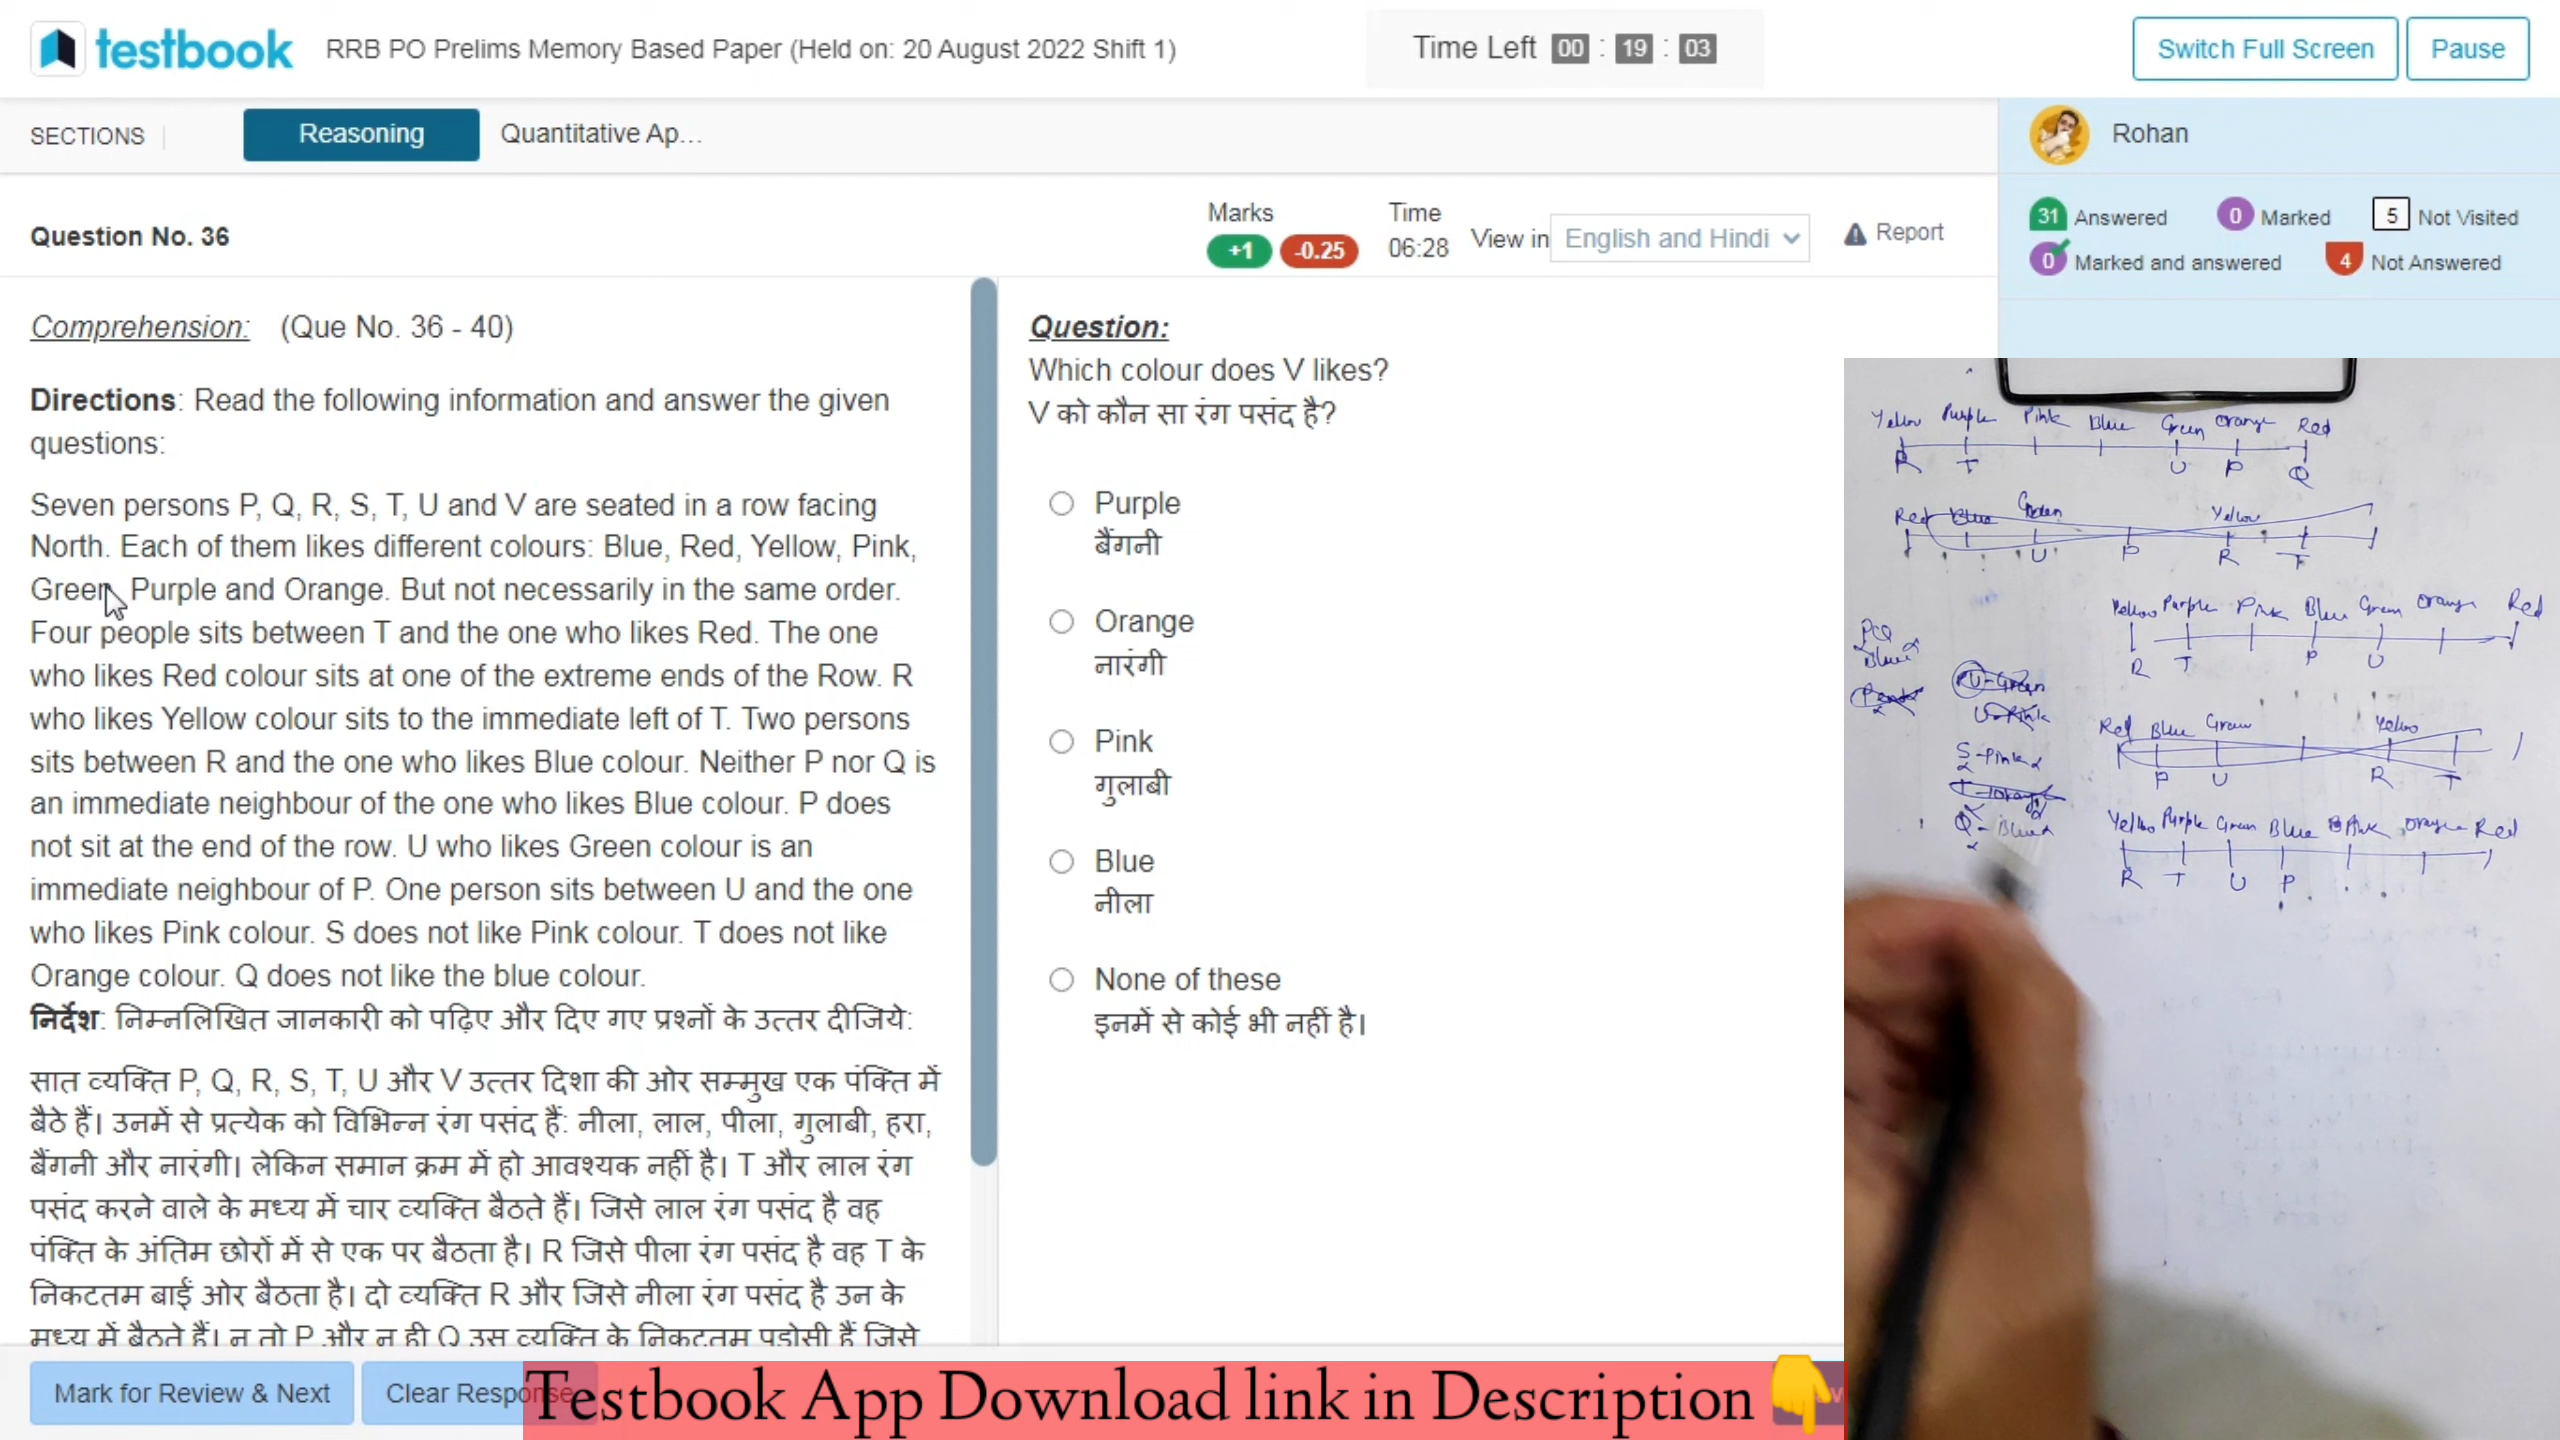 testbook
RRB PO Prelims Memory Based Paper (Held on: 20 August 2022 Shift 1)
Time Left 00 : 19 : 03
Switch Full Screen
Pause
SECTIONS
Reasoning
Quantitative Ap...
Rohan
31 Answered
0 Marked
5 Not Visited
0 Marked and answered
4 Not Answered
Question No. 36
Marks
+1 -0.25
Time
06:28
View in English and Hindi
Report
Comprehension: (Que No. 36 - 40)
Directions: Read the following information and answer the given
questions:
Seven persons P, Q, R, S, T, U and V are seated in a row facing
North. Each of them likes different colours: Blue, Red, Yellow, Pink,
Green, Purple and Orange. But not necessarily in the same order.
Four people sits between T and the one who likes Red. The one
who likes Red colour sits at one of the extreme ends of the Row. R
who likes Yellow colour sits to the immediate left of T. Two persons
sits between R and the one who likes Blue colour. Neither P nor Q is
an immediate neighbour of the one who likes Blue colour. P does
not sit at the end of the row. U who likes Green colour is an
immediate neighbour of P. One person sits between U and the one
who likes Pink colour. S does not like Pink colour. T does not like
Orange colour. Q does not like the blue colour.
निर्देश: निम्नलिखित जानकारी को पढ़िए और दिए गए प्रश्नों के उत्तर दीजिये:
सात व्यक्ति P, Q, R, S, T, U और V उत्तर दिशा की ओर सम्मुख एक पंक्ति में
बैठे हैं। उनमें से प्रत्येक को विभिन्न रंग पसंद हैं: नीला, लाल, पीला, गुलाबी, हरा,
बैंगनी और नारंगी। लेकिन समान क्रम में हो आवश्यक नहीं है। T और लाल रंग
पसंद करने वाले के मध्य में चार व्यक्ति बैठते हैं। जिसे लाल रंग पसंद है वह
पंक्ति के अंतिम छोरों में से एक पर बैठता है। R जिसे पीला रंग पसंद है वह T के
निकटतम बाईं ओर बैठता है। दो व्यक्ति R और जिसे नीला रंग पसंद है उन के
मध्य में बैठते हैं। न तो P और न ही Q उस व्यक्ति के निकटतम पड़ोसी हैं जिसे
Question:
Which colour does V likes?
V को कौन सा रंग पसंद है?
Purple
बैंगनी
Orange
नारंगी
Pink
गुलाबी
Blue
नीला
None of these
इनमें से कोई भी नहीं है।
Yellow Purple Pink Blue Green Orange Red
R T U P Q
Red Blue Green Yellow
U P R T
Yellow Purple Pink Blue Green Orange Red
R T P U
PQ
Blue
U-Green
U-Pink
S-Pink
Q-Blue
Red Blue Green Yellow
P U R T
Yellow Purple Green Blue Pink Orange Red
R T U P
Mark for Review & Next
Clear Response
Testbook App Download link in Description